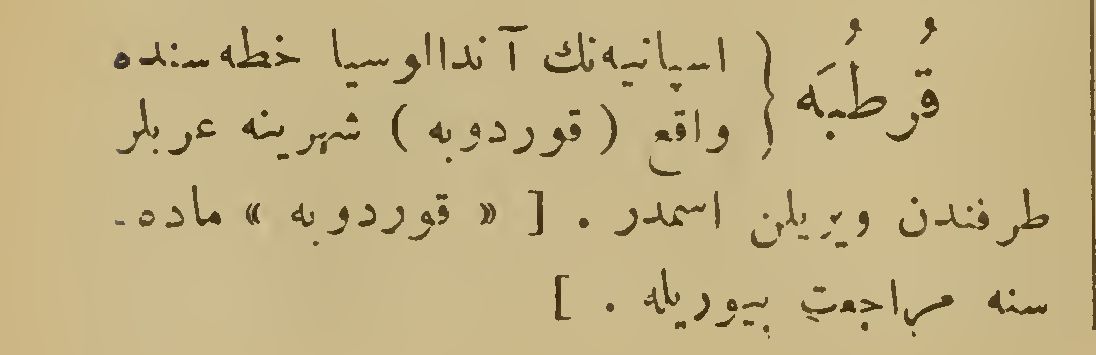 قُرطُبَه { اسپانیه‌نك آندالوسیا خطه‌سنده
واقع ( قوردوبه ) شهرینه عربلر
طرفندن ویریلن اسمدر . [ « قوردوبه » ماده‌-
سنه مراجعت بیوریله . ]